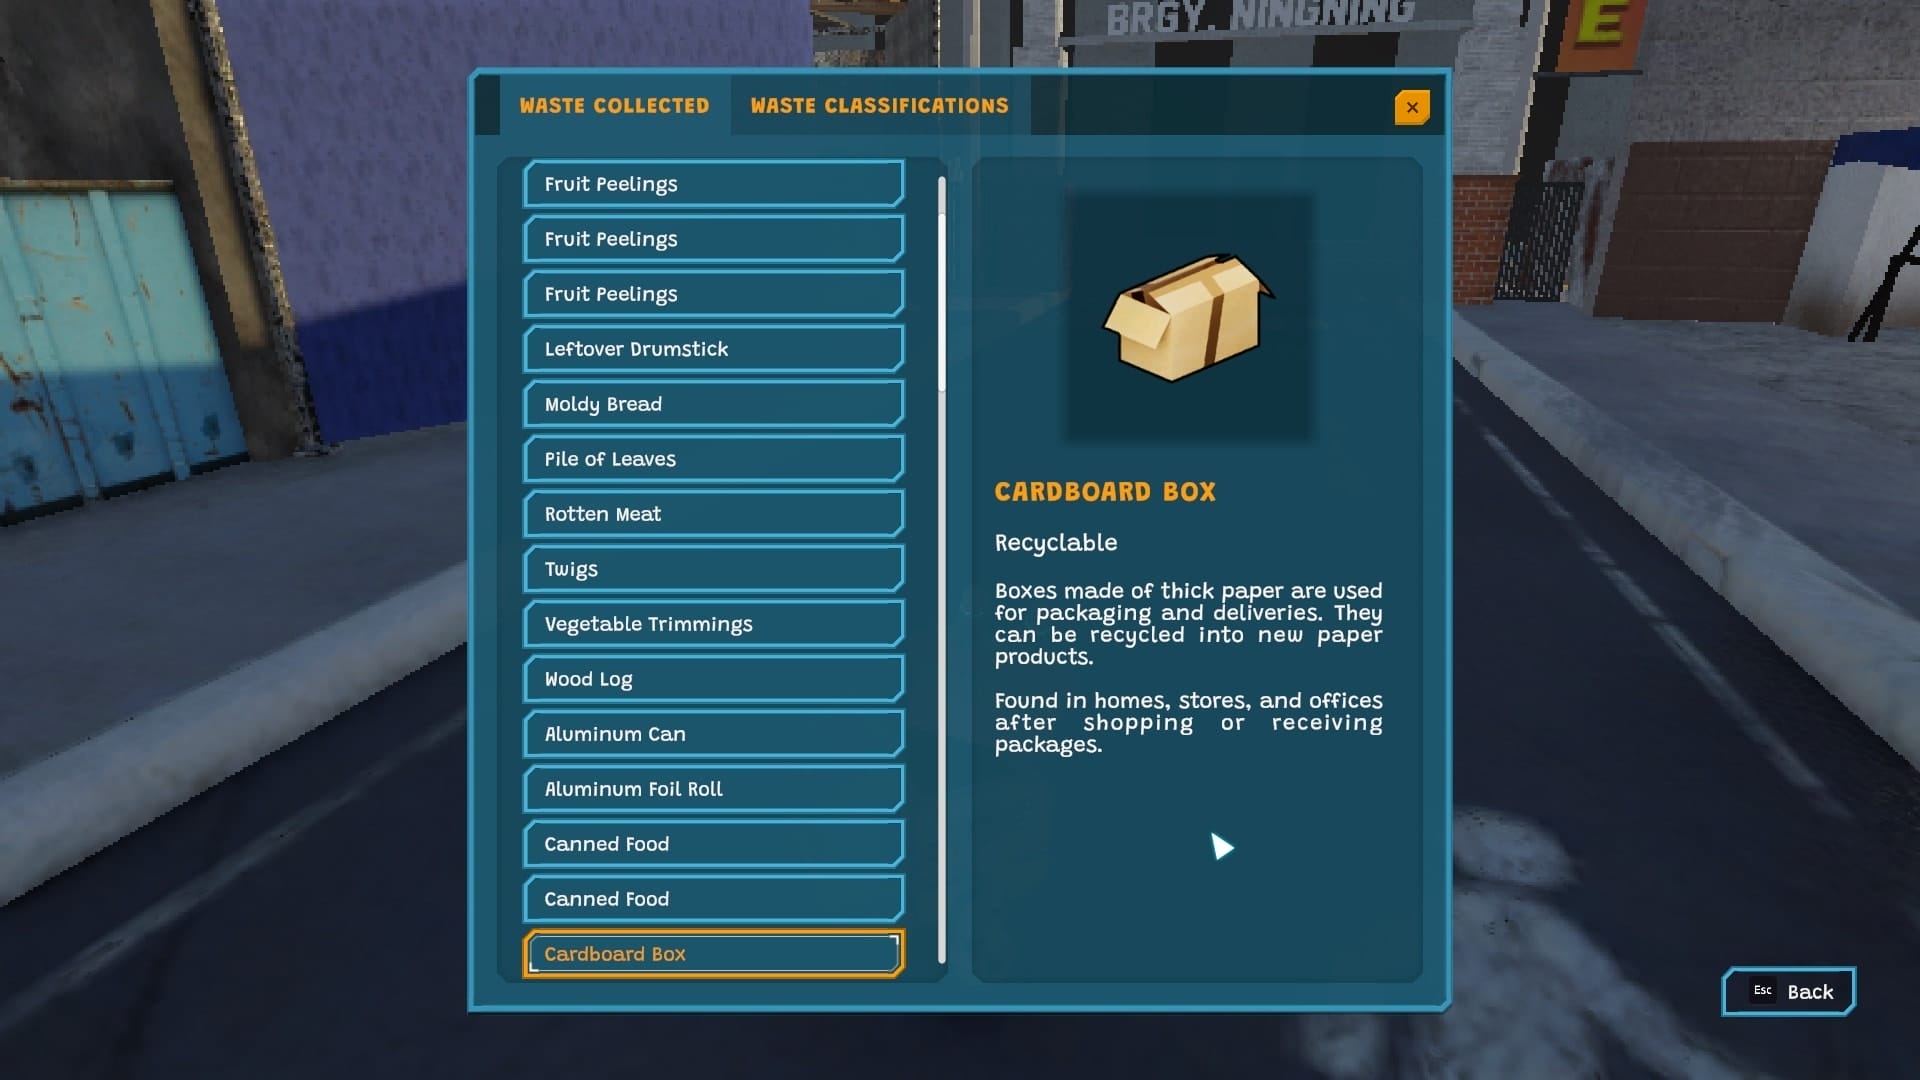 BRGY. NINGNING
E
WASTE COLLECTED
WASTE CLASSIFICATIONS
×
Fruit Peelings
Fruit Peelings
Fruit Peelings
Leftover Drumstick
Moldy Bread
Pile of Leaves
Rotten Meat
Twigs
Vegetable Trimmings
Wood Log
Aluminum Can
Aluminum Foil Roll
Canned Food
Canned Food
Cardboard Box
CARDBOARD BOX
Recyclable
Boxes made of thick paper are used
for packaging and deliveries. They
can be recycled into new paper
products.
Found in homes, stores, and offices
after shopping or receiving
packages.
Esc Back